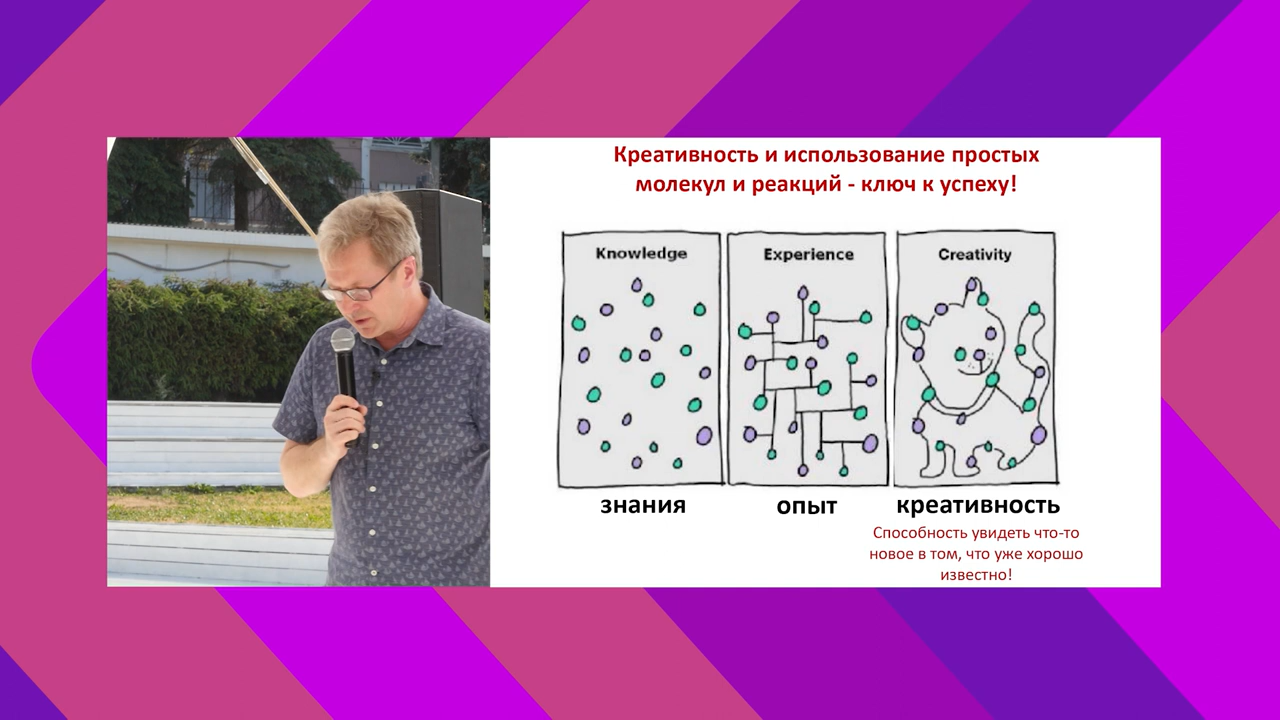 Креативность и использование простых
молекул и реакций - ключ к успеху!
Knowledge
Experience
Creativity
знания
опыт
креативность
Способность увидеть что-то
новое в том, что уже хорошо
известно!